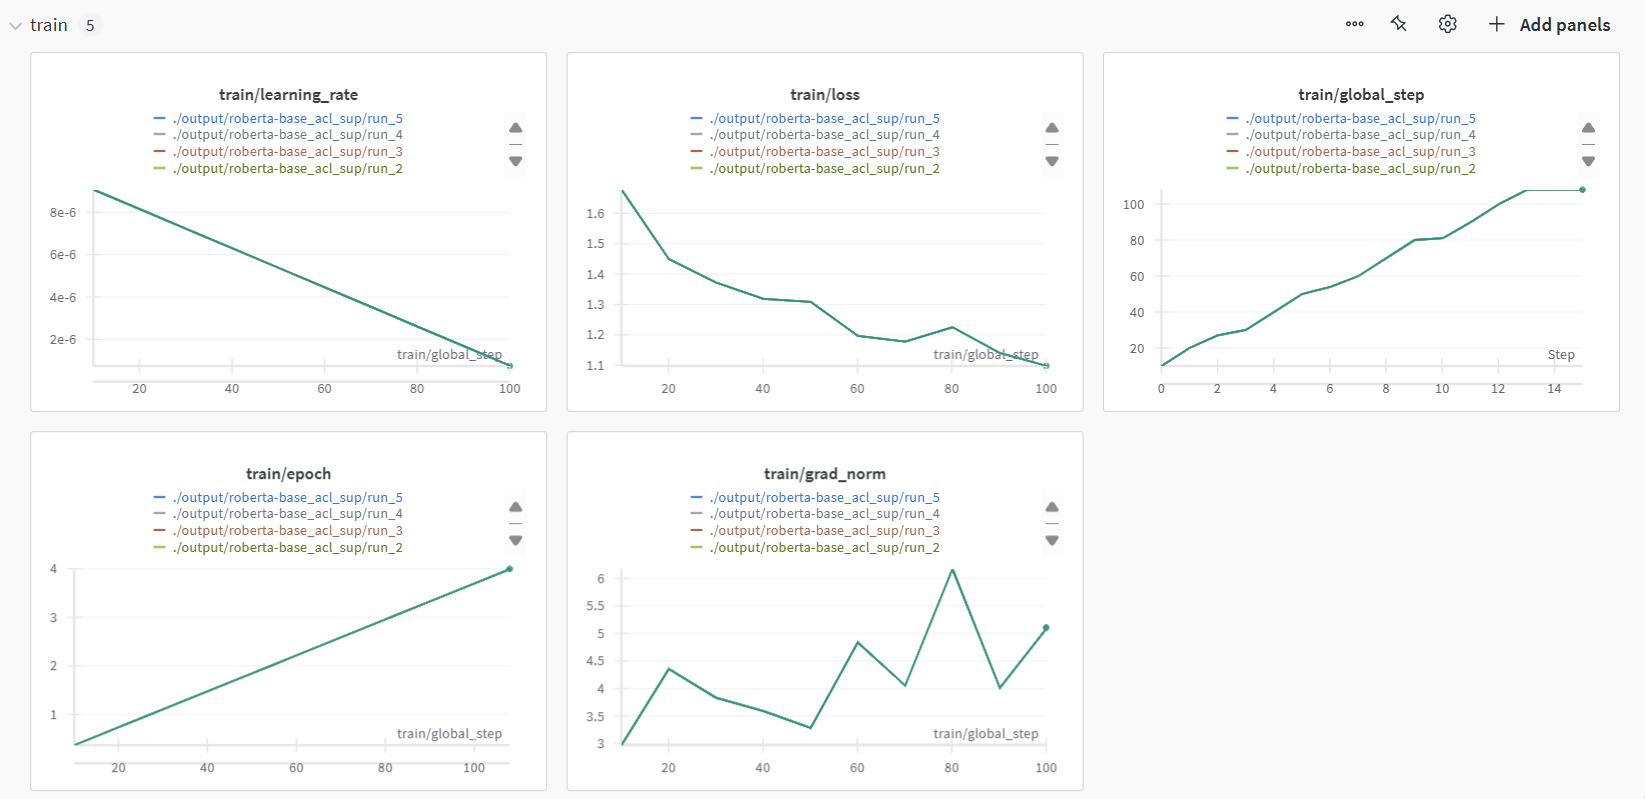 train 5
Add panels
train/learning_rate
./output/roberta-base_acl_sup/run_5
./output/roberta-base_acl_sup/run_4
./output/roberta-base_acl_sup/run_3
./output/roberta-base_acl_sup/run_2
8e-6
6e-6
4e-6
2e-6
train/global_step
20 40 60 80 100
train/loss
./output/roberta-base_acl_sup/run_5
./output/roberta-base_acl_sup/run_4
./output/roberta-base_acl_sup/run_3
./output/roberta-base_acl_sup/run_2
1.6
1.5
1.4
1.3
1.2
1.1
train/global_step
20 40 60 80 100
train/global_step
./output/roberta-base_acl_sup/run_5
./output/roberta-base_acl_sup/run_4
./output/roberta-base_acl_sup/run_3
./output/roberta-base_acl_sup/run_2
100
80
60
40
20
Step
0 2 4 6 8 10 12 14
train/epoch
./output/roberta-base_acl_sup/run_5
./output/roberta-base_acl_sup/run_4
./output/roberta-base_acl_sup/run_3
./output/roberta-base_acl_sup/run_2
4
3
2
1
train/global_step
20 40 60 80 100
train/grad_norm
./output/roberta-base_acl_sup/run_5
./output/roberta-base_acl_sup/run_4
./output/roberta-base_acl_sup/run_3
./output/roberta-base_acl_sup/run_2
6
5.5
5
4.5
4
3.5
3
train/global_step
20 40 60 80 100